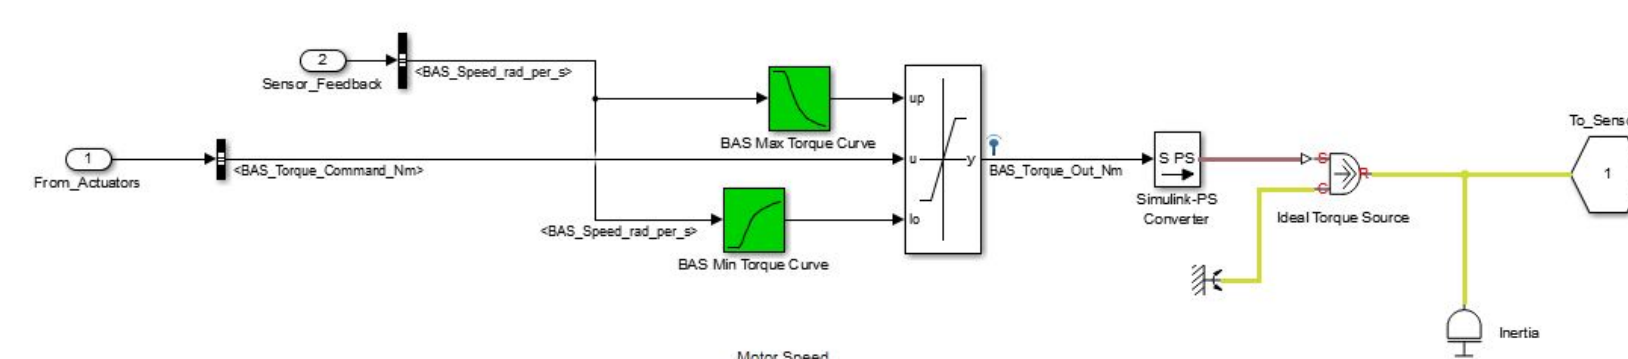 2
Sensor_Feedback
<BAS_Speed_rad_per_s>
BAS Max Torque Curve
up
u
lo
y
1
From_Actuators
<BAS_Torque_Command_Nm>
<BAS_Speed_rad_per_s>
BAS Min Torque Curve
BAS_Torque_Out_Nm
S PS
Simulink-PS
Converter
S
C
R
Ideal Torque Source
To_Senso
1
Inertia
Motor Speed